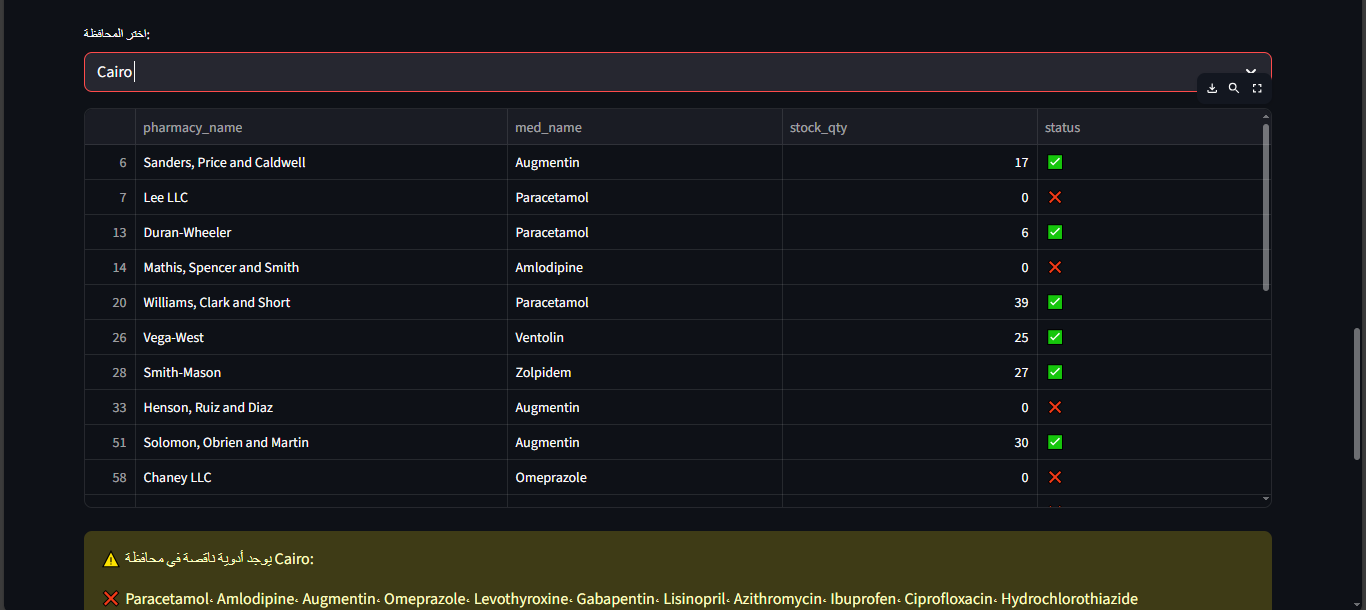 اختر المحافظة:
Cairo
pharmacy_name med_name stock_qty status
6 Sanders, Price and Caldwell Augmentin 17 ✅
7 Lee LLC Paracetamol 0 ❌
13 Duran-Wheeler Paracetamol 6 ✅
14 Mathis, Spencer and Smith Amlodipine 0 ❌
20 Williams, Clark and Short Paracetamol 39 ✅
26 Vega-West Ventolin 25 ✅
28 Smith-Mason Zolpidem 27 ✅
33 Henson, Ruiz and Diaz Augmentin 0 ❌
51 Solomon, Obrien and Martin Augmentin 30 ✅
58 Chaney LLC Omeprazole 0 ❌
⚠️ يوجد أدوية ناقصة في محافظة Cairo:
❌ Paracetamol، Amlodipine، Augmentin، Omeprazole، Levothyroxine، Gabapentin، Lisinopril، Azithromycin، Ibuprofen، Ciprofloxacin، Hydrochlorothiazide